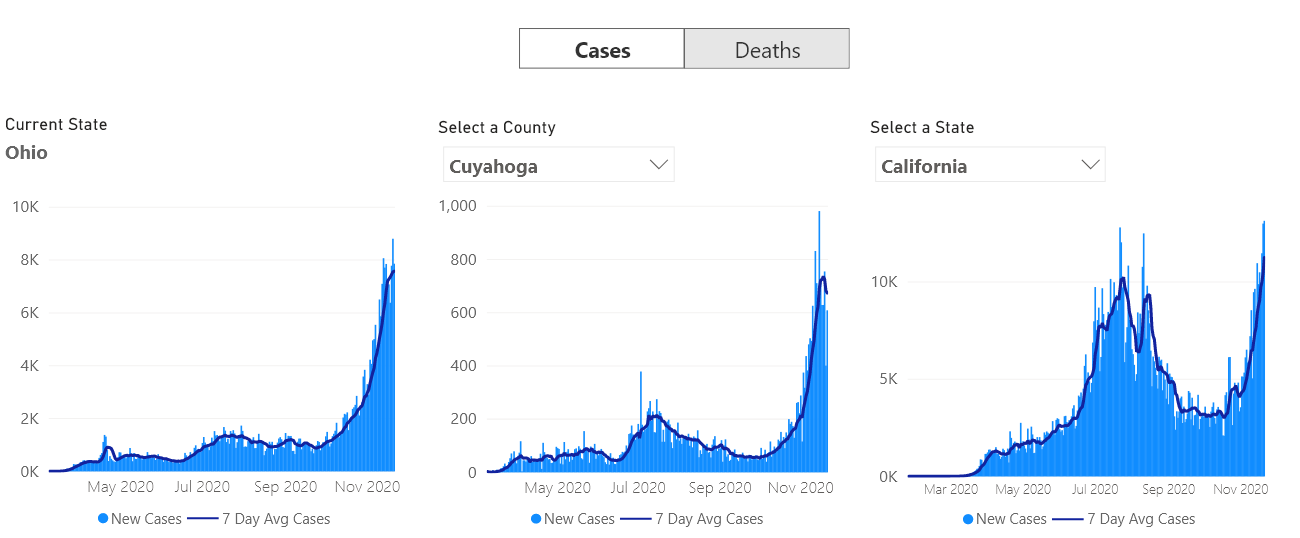 Cases Deaths
Current State
Ohio
10K
8K
6K
4K
2K
0K
May 2020 Jul 2020 Sep 2020 Nov 2020
New Cases 7 Day Avg Cases
Select a County
Cuyahoga
1,000
800
600
400
200
0
May 2020 Jul 2020 Sep 2020 Nov 2020
New Cases 7 Day Avg Cases
Select a State
California
10K
5K
0K
Mar 2020 May 2020 Jul 2020 Sep 2020 Nov 2020
New Cases 7 Day Avg Cases